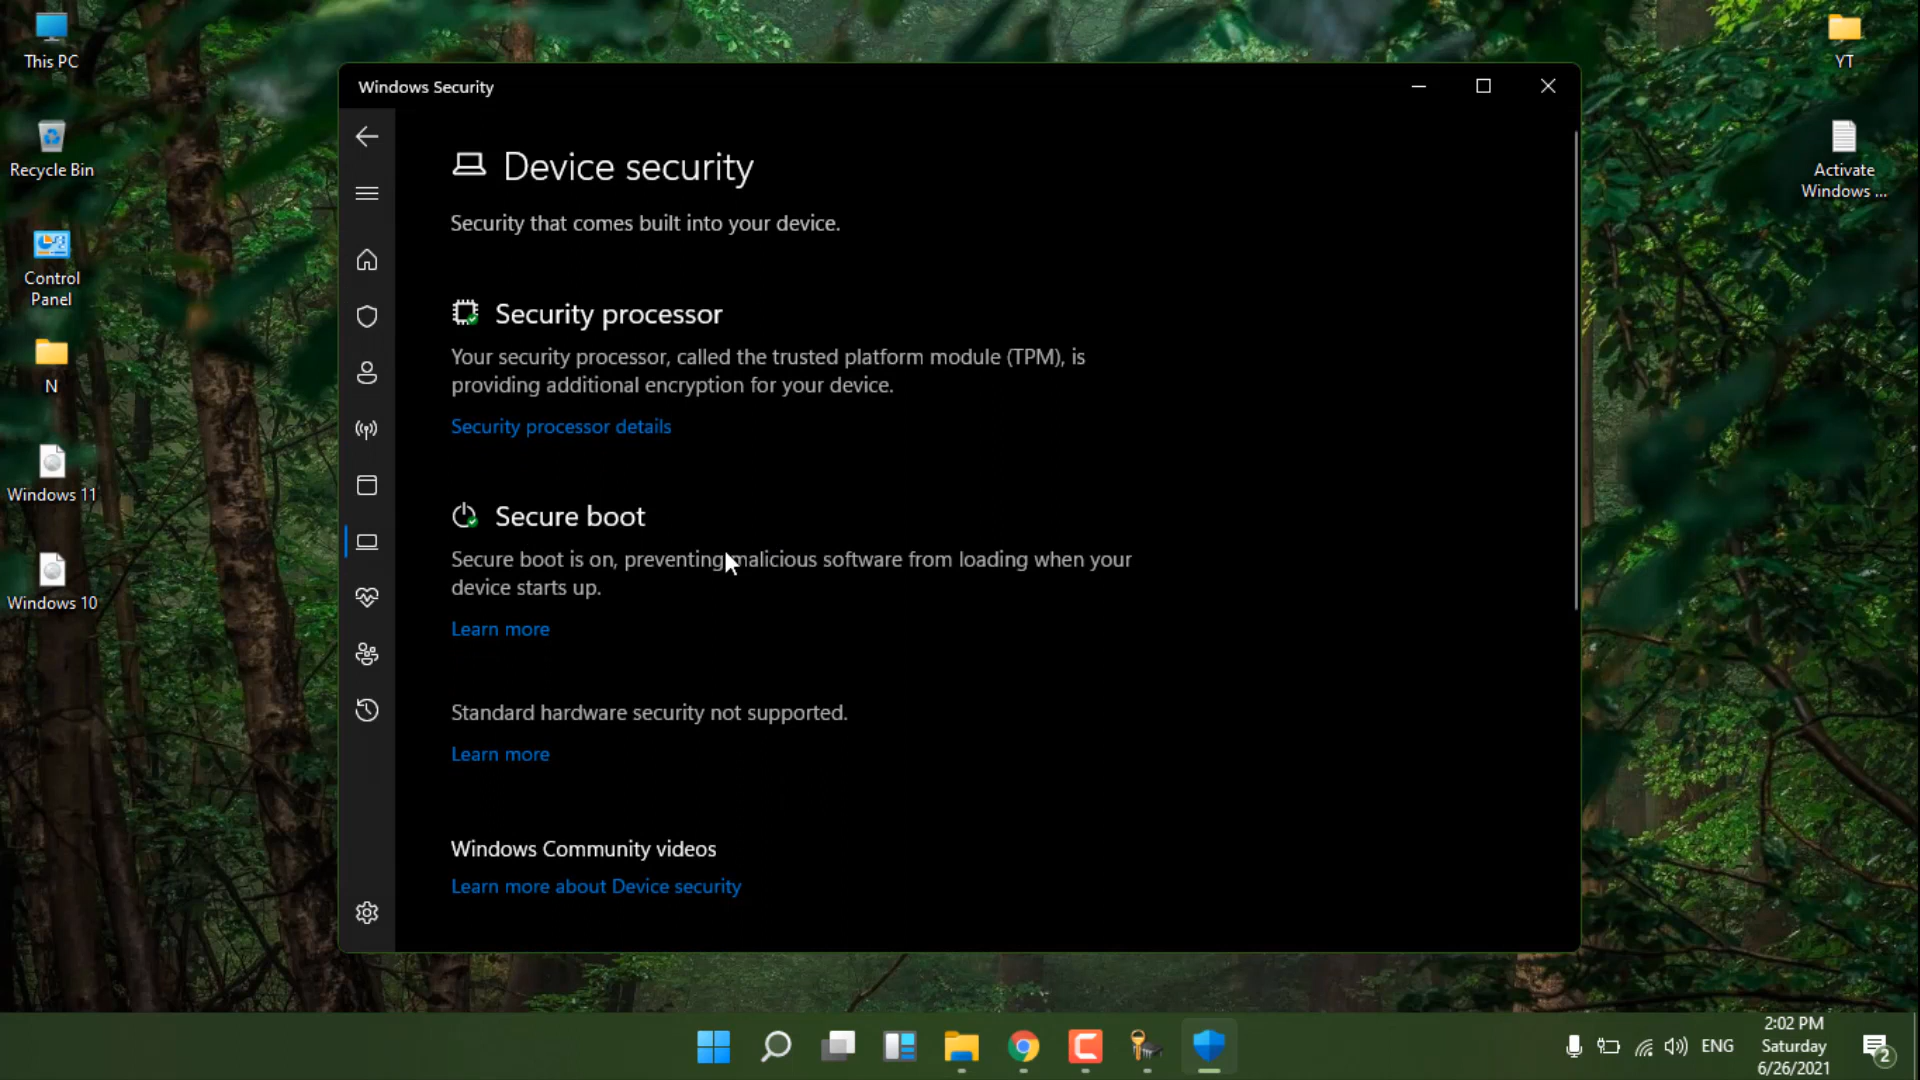 This PC
Recycle Bin
Control
Panel
N
Windows 11
Windows 10
Windows Security
Device security
Security that comes built into your device.
Security processor
Your security processor, called the trusted platform module (TPM), is
providing additional encryption for your device.
Security processor details
Secure boot
Secure boot is on, preventing malicious software from loading when your
device starts up.
Learn more
Standard hardware security not supported.
Learn more
Windows Community videos
Learn more about Device security
YT
Activate
Windows ...
ENG
2:02 PM
Saturday
6/26/2021
2